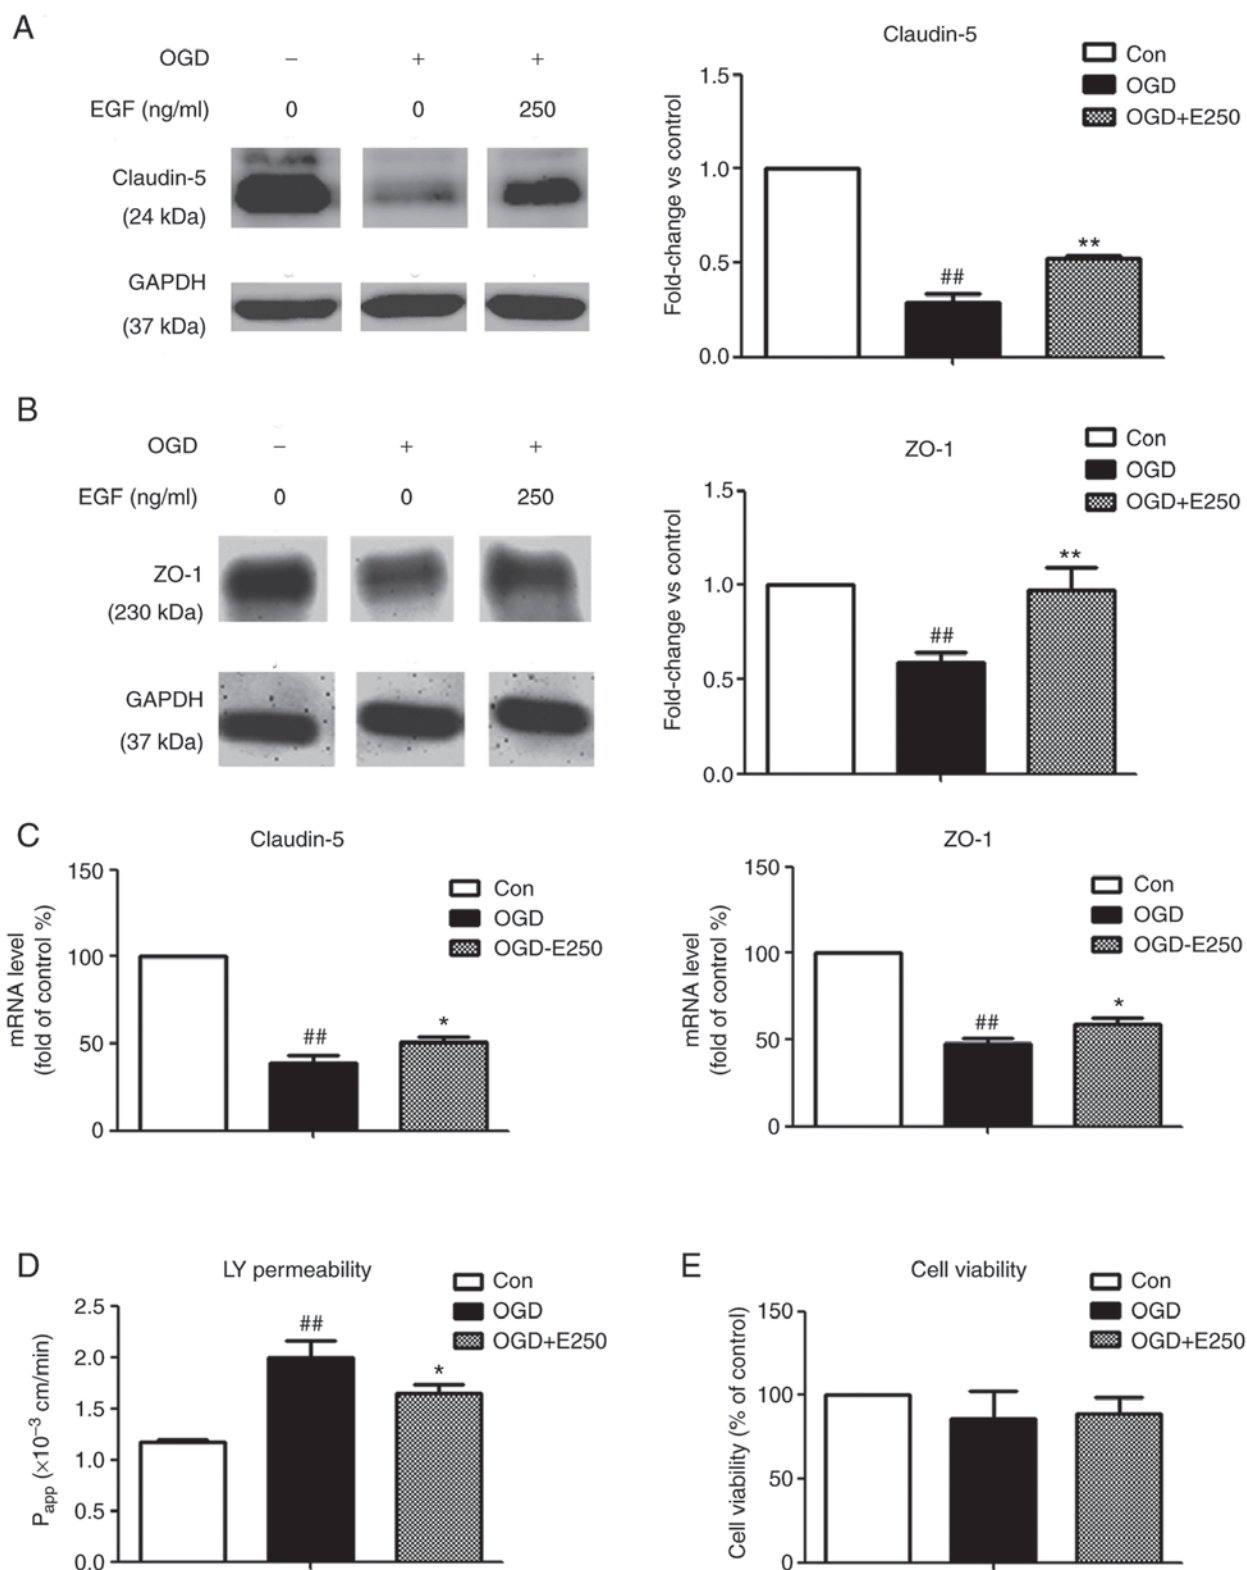 A
OGD − + +
EGF (ng/ml) 0 0 250
Claudin-5
(24 kDa)
GAPDH
(37 kDa)
Claudin-5
Con
OGD
OGD+E250
Fold-change vs control
1.5
1.0
0.5
0.0
##
**
B
OGD − + +
EGF (ng/ml) 0 0 250
ZO-1
(230 kDa)
GAPDH
(37 kDa)
ZO-1
Con
OGD
OGD+E250
Fold-change vs control
1.5
1.0
0.5
0.0
##
**
C
Claudin-5
Con
OGD
OGD-E250
mRNA level
(fold of control %)
150
100
50
0
##
*
ZO-1
Con
OGD
OGD-E250
mRNA level
(fold of control %)
150
100
50
0
##
*
D
LY permeability
Con
OGD
OGD+E250
Papp (×10⁻³ cm/min)
2.5
2.0
1.5
1.0
0.5
0.0
##
*
E
Cell viability
Con
OGD
OGD+E250
Cell viability (% of control)
150
100
50
0